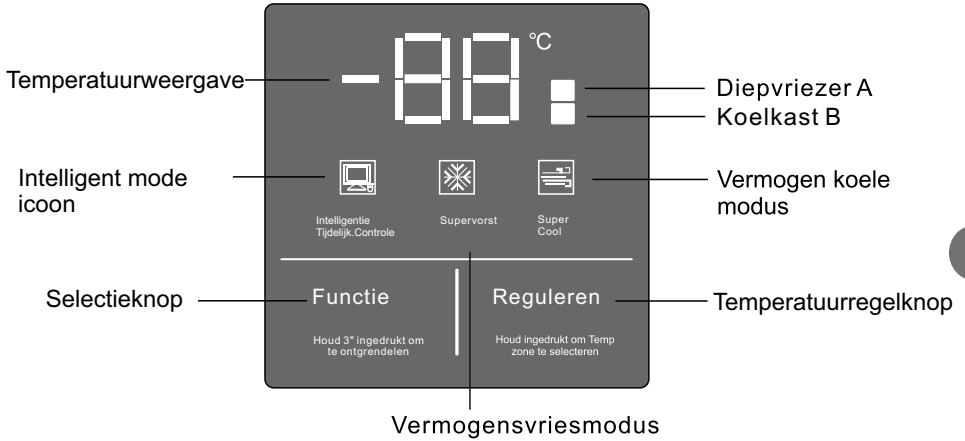 -88 °C
Temperatuurweergave
Diepvriezer A
Koelkast B
Intelligent mode
icoon
Vermogen koele
modus
Intelligentie
Tijdelijk.Controle
Supervorst
Super
Cool
Selectieknop
Functie
Reguleren
Temperatuurregelknop
Houd 3" ingedrukt om
te ontgrendelen
Houd ingedrukt om Temp
zone te selecteren
Vermogensvriesmodus